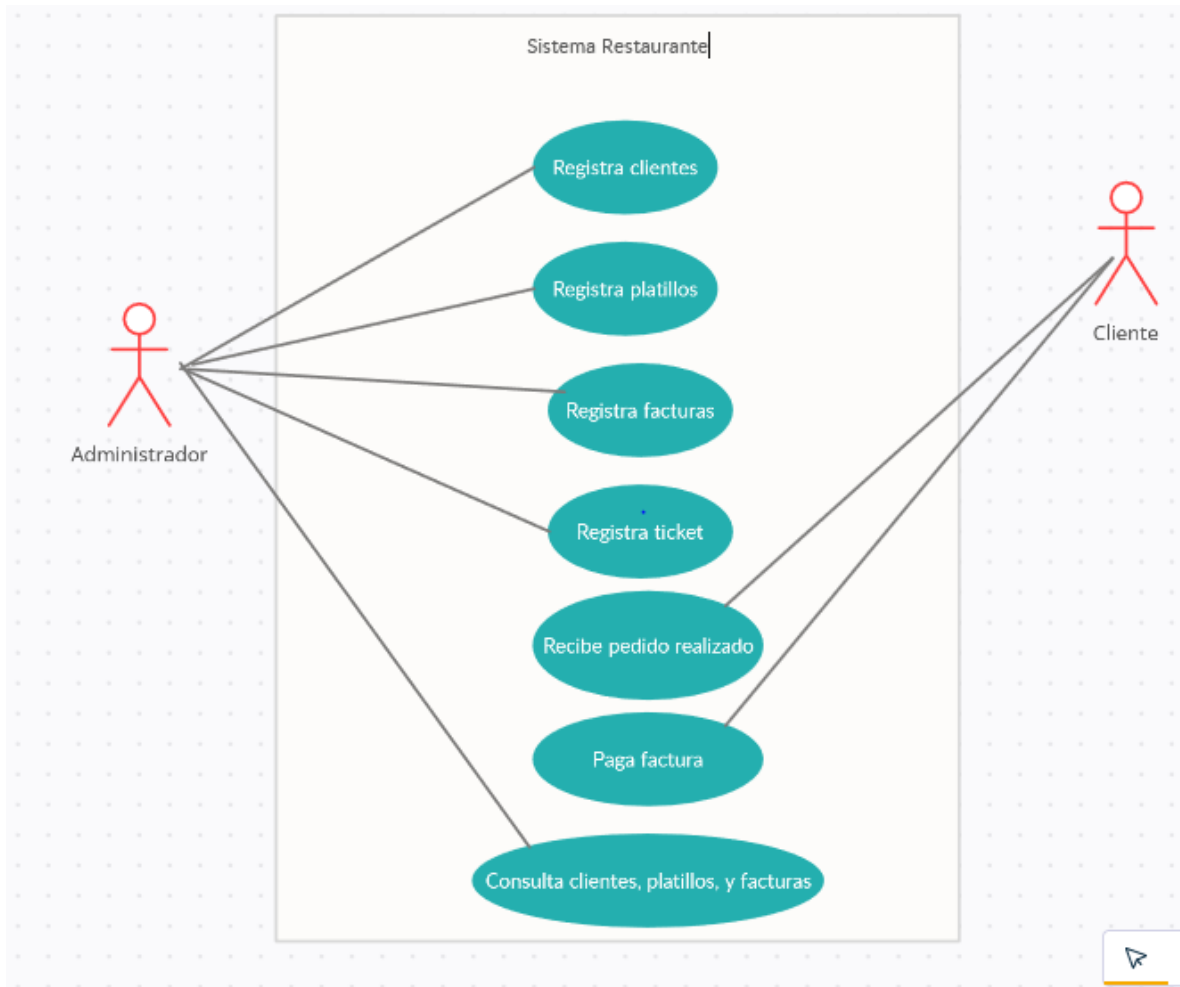 Sistema Restaurante
Registra clientes
Registra platillos
Cliente
Registra facturas
Administrador
Registra ticket
Recibe pedido realizado
Paga factura
Consulta clientes, platillos, y facturas